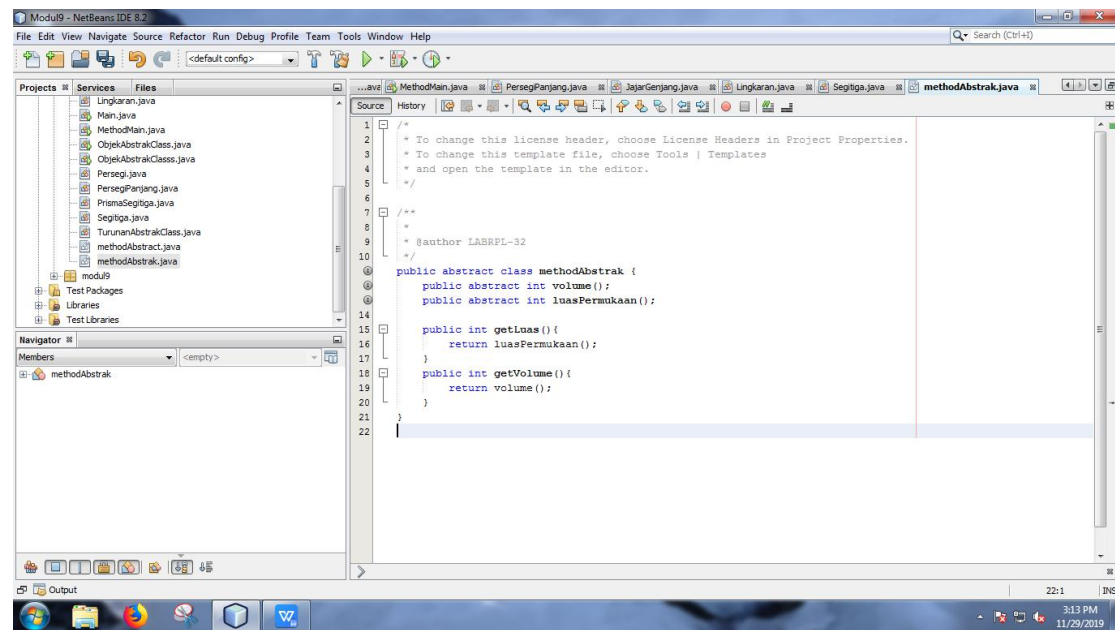 Modul9 - NetBeans IDE 8.2
File Edit View Navigate Source Refactor Run Debug Profile Team Tools Window Help
Search (Ctrl+I)
<default config>
Projects Services Files
...ava MethodMain.java PersegiPanjang.java JajarGenjang.java Lingkaran.java Segitiga.java methodAbstrak.java
Lingkaran.java
Main.java
MethodMain.java
ObjekAbstrakClass.java
ObjekAbstrakClasss.java
Persegi.java
PersegiPanjang.java
PrismaSegitiga.java
Segitiga.java
TurunanAbstrakClass.java
methodAbstract.java
methodAbstrak.java
modul9
Test Packages
Libraries
Test Libraries
Navigator
Members <empty>
methodAbstrak
Source History
1 /*
2 * To change this license header, choose License Headers in Project Properties.
3 * To change this template file, choose Tools | Templates
4 * and open the template in the editor.
5 */
6
7 /**
8 *
9 * @author LABRPL-32
10 */
public abstract class methodAbstrak {
public abstract int volume();
public abstract int luasPermukaan();
14
15 public int getLuas(){
16 return luasPermukaan();
17 }
18 public int getVolume(){
19 return volume();
20 }
21 }
22
Output
22:1 INS
3:13 PM
11/29/2019